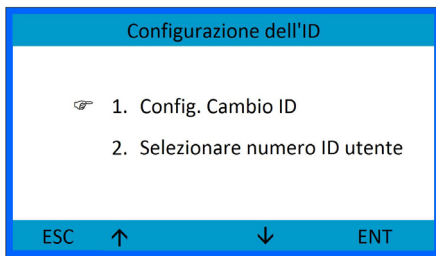 Configurazione dell'ID
☞ 1. Config. Cambio ID
2. Selezionare numero ID utente
ESC ↑ ↓ ENT